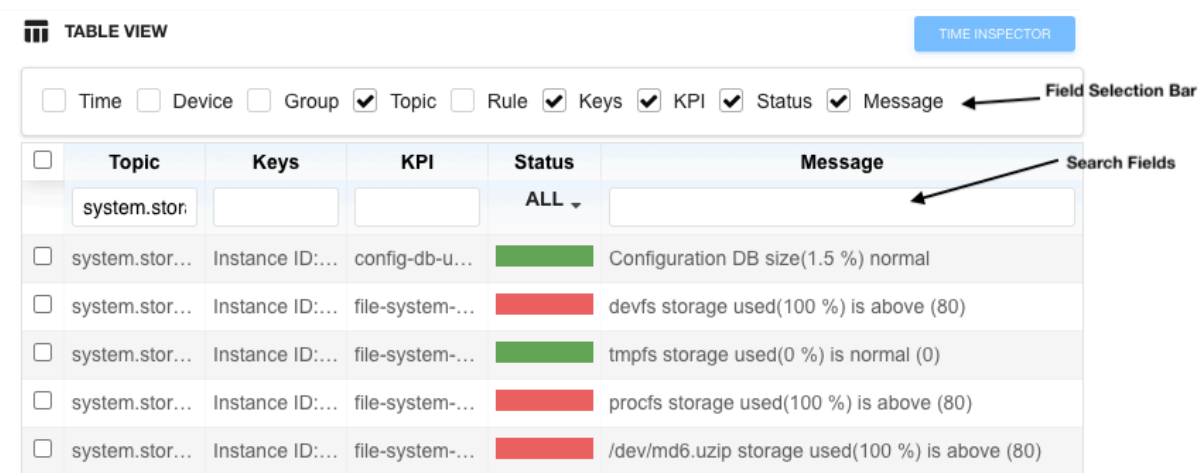 TABLE VIEW
TIME INSPECTOR
Time Device Group Topic Rule Keys KPI Status Message
Field Selection Bar
Topic Keys KPI Status Message
Search Fields
system.stor ALL
system.stor... Instance ID:... config-db-u... Configuration DB size(1.5 %) normal
system.stor... Instance ID:... file-system-... devfs storage used(100 %) is above (80)
system.stor... Instance ID:... file-system-... tmpfs storage used(0 %) is normal (0)
system.stor... Instance ID:... file-system-... procfs storage used(100 %) is above (80)
system.stor... Instance ID:... file-system-... /dev/md6.uzip storage used(100 %) is above (80)